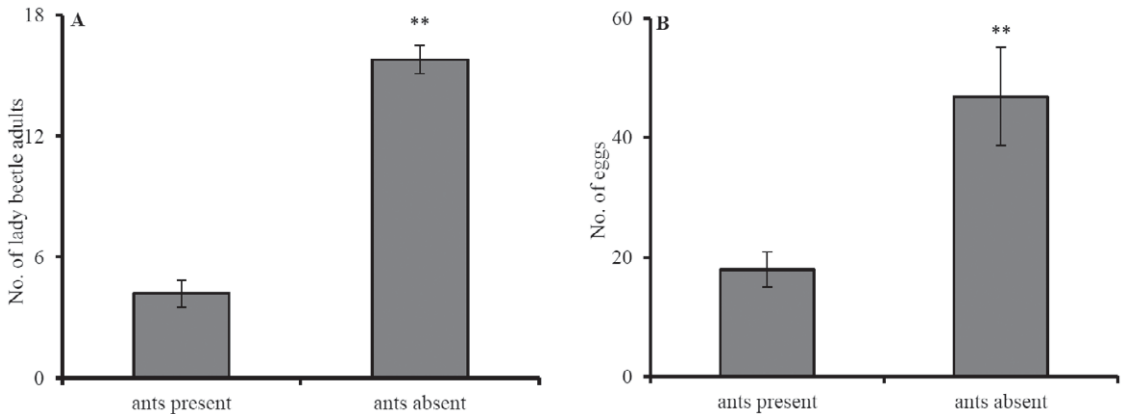 A
No. of lady beetle adults
18
12
6
0
**
ants present
ants absent
B
No. of eggs
60
40
20
0
**
ants present
ants absent